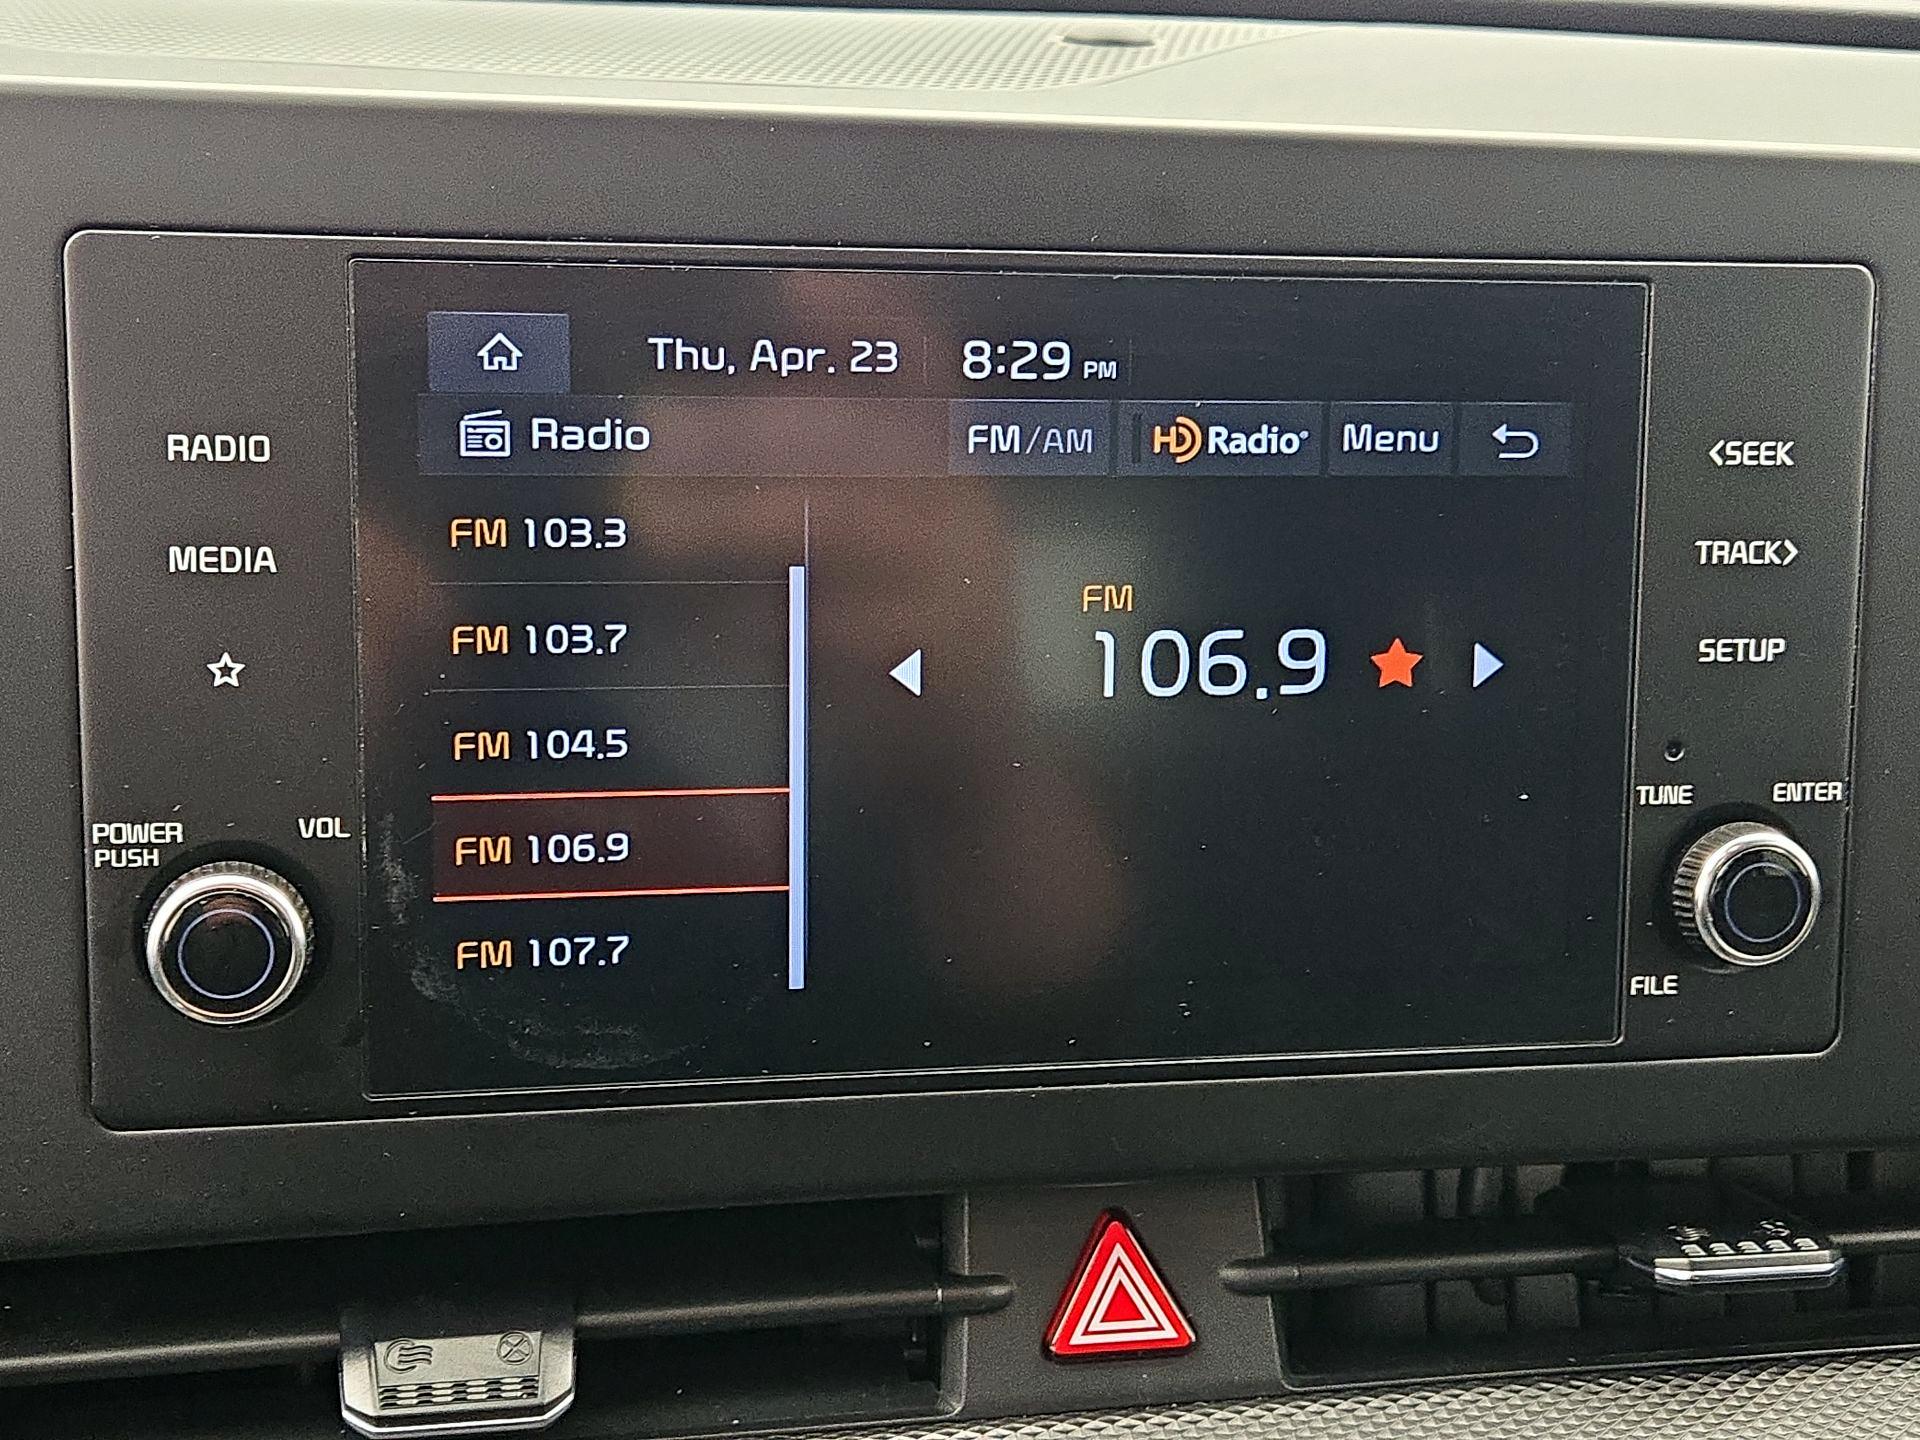 Thu, Apr. 23 8:29 PM
Radio FM/AM HD Radio Menu
RADIO
MEDIA
POWER
PUSH
VOL
FM 103.3
FM 103.7
FM 104.5
FM 106.9
FM 107.7
FM
106.9
<SEEK
TRACK>
SETUP
TUNE
ENTER
FILE